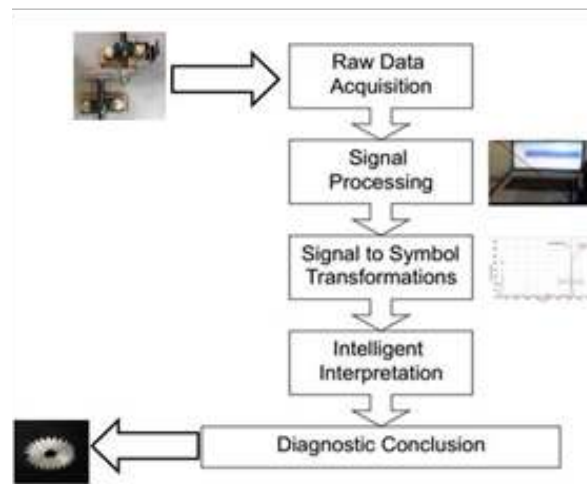 Raw Data
Acquisition
Signal
Processing
Signal to Symbol
Transformations
Intelligent
Interpretation
Diagnostic Conclusion